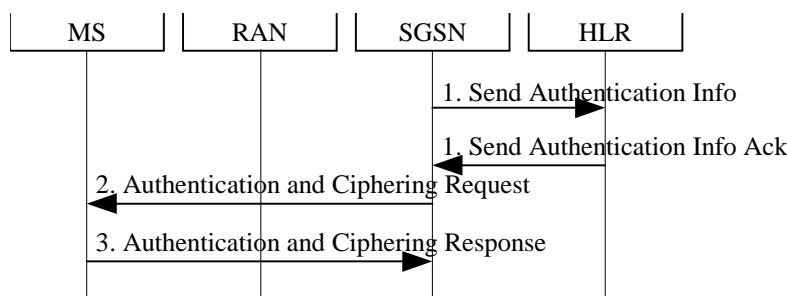 MS RAN SGSN HLR
1. Send Authentication Info
1. Send Authentication Info Ack
2. Authentication and Ciphering Request
3. Authentication and Ciphering Response